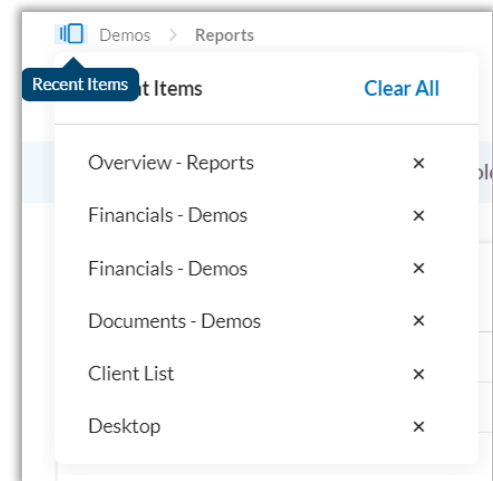 Demos > Reports
Recent Items
t Items Clear All
Overview - Reports ×
Financials - Demos ×
Financials - Demos ×
Documents - Demos ×
Client List ×
Desktop ×